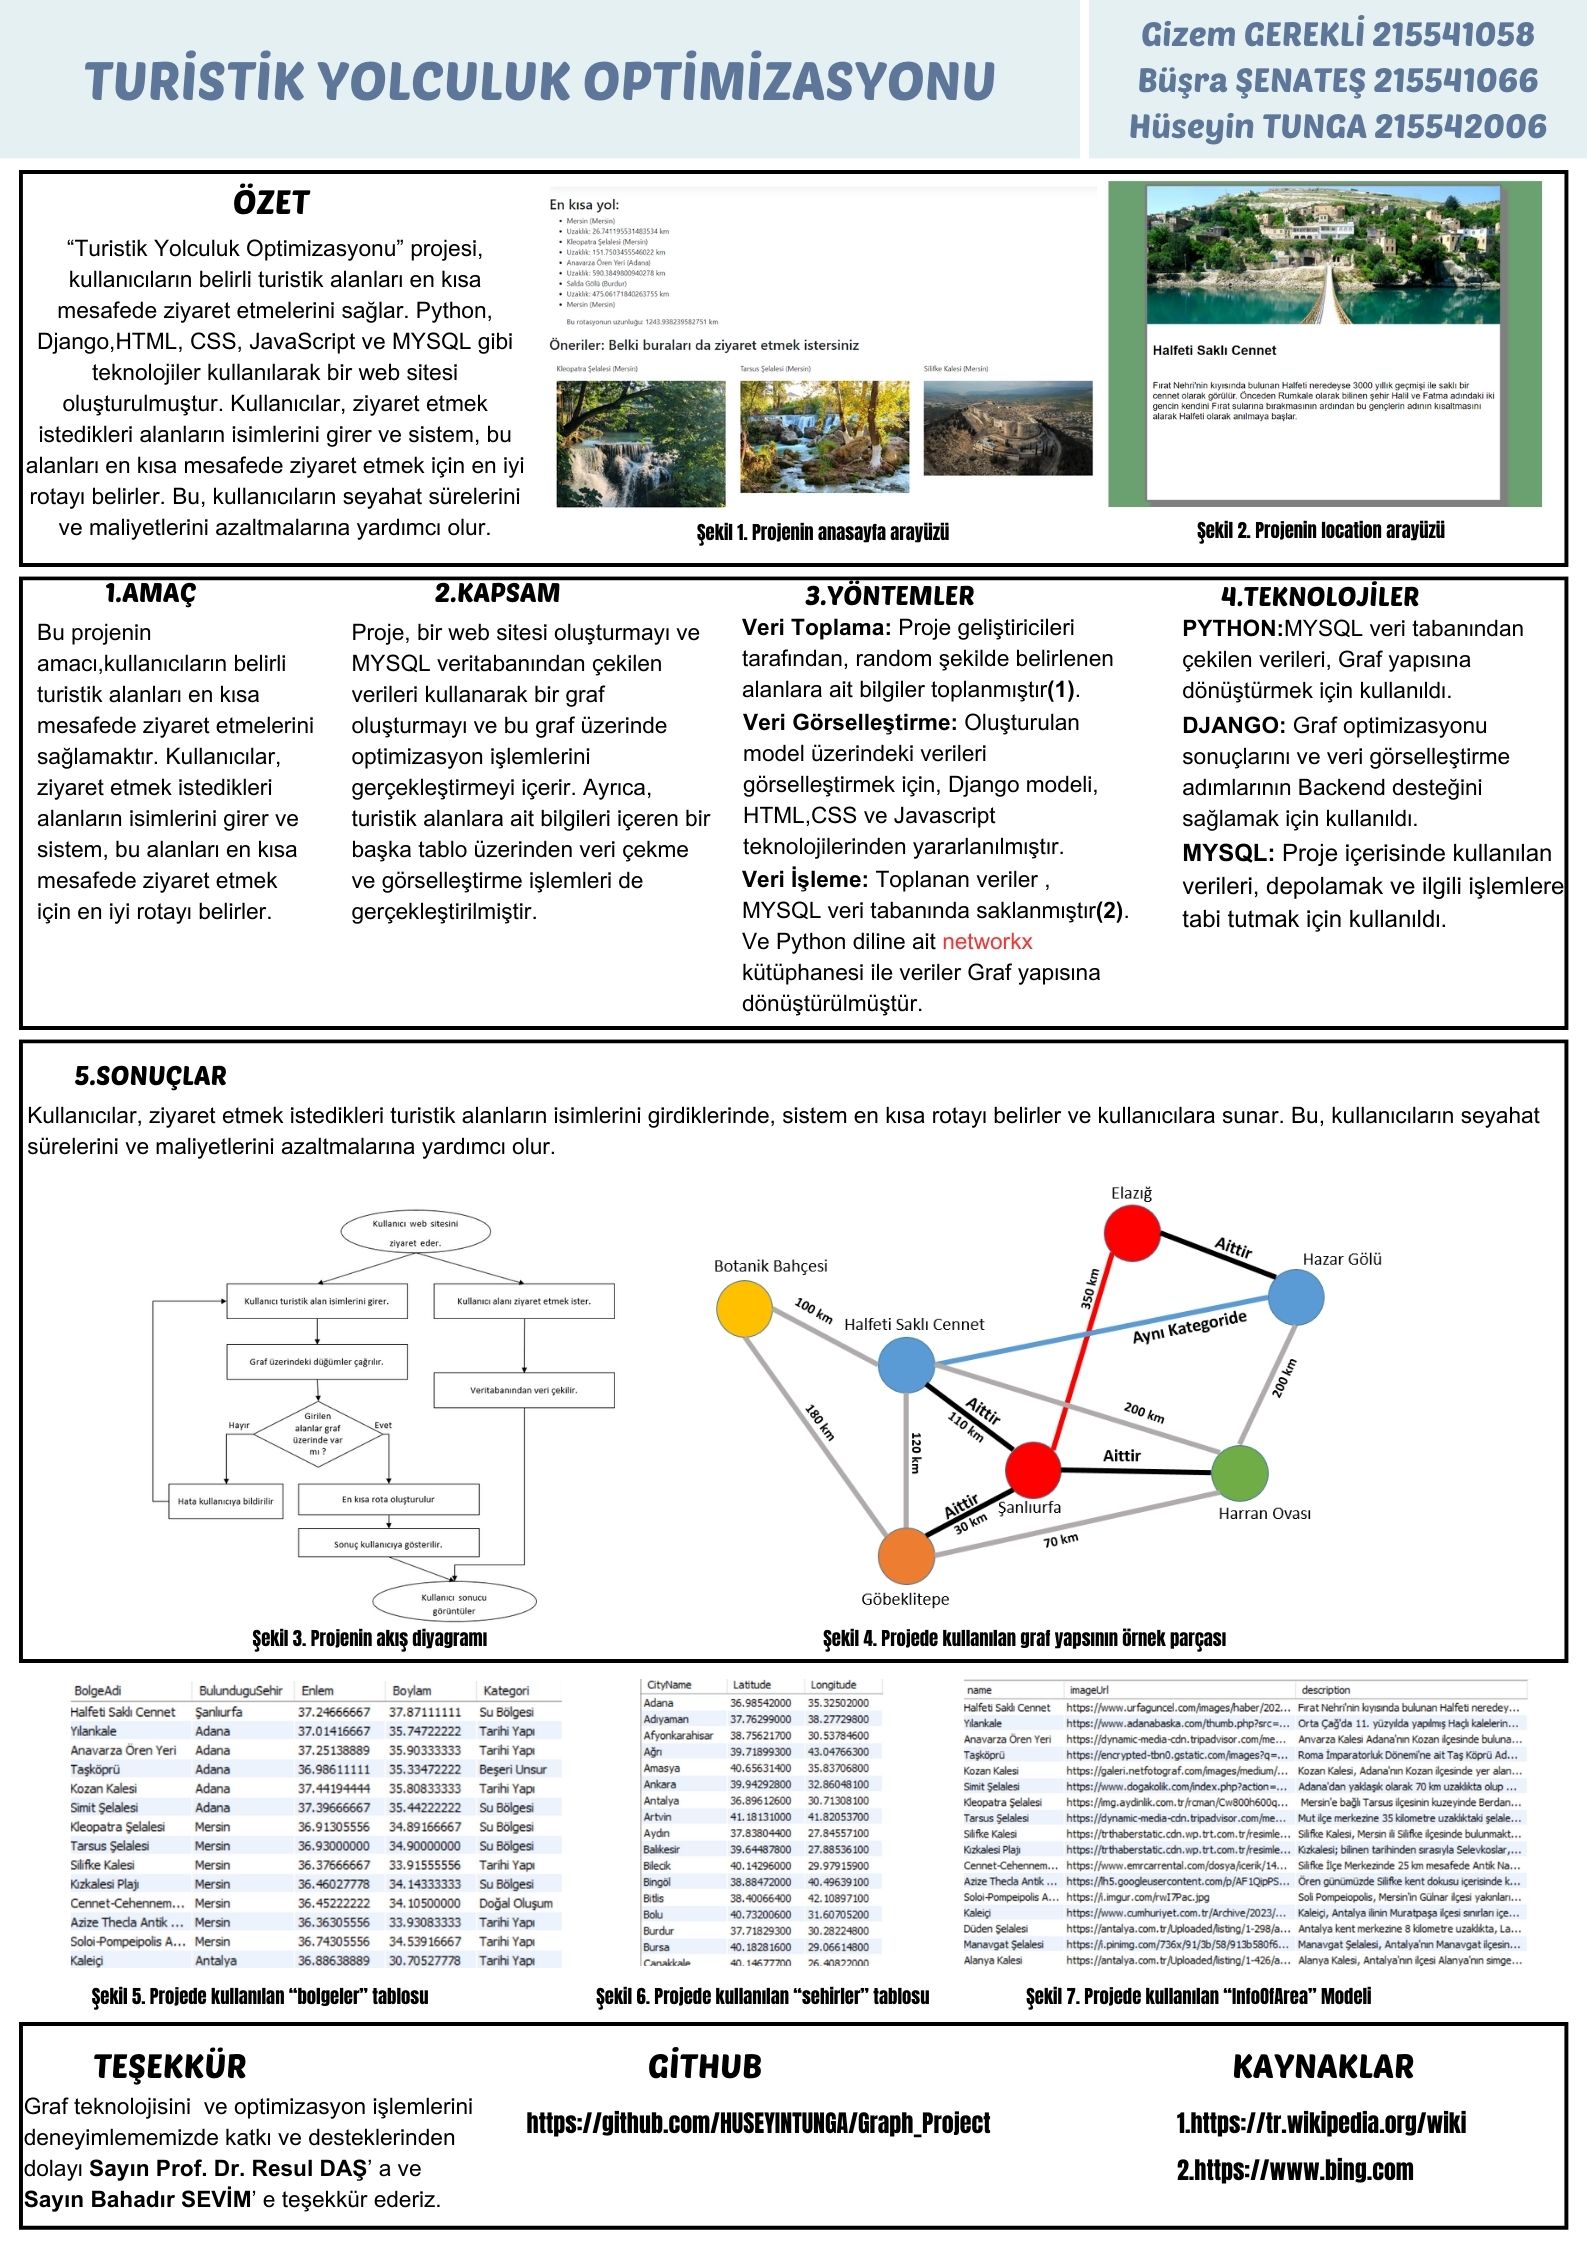 TURİSTİK YOLCULUK OPTİMİZASYONU
Gizem GEREKLİ 215541058
Büşra ŞENATEŞ 215541066
Hüseyin TUNGA 215542006
ÖZET
“Turistik Yolculuk Optimizasyonu” projesi,
kullanıcıların belirli turistik alanları en kısa
mesafede ziyaret etmelerini sağlar. Python,
Django,HTML, CSS, JavaScript ve MYSQL gibi
teknolojiler kullanılarak bir web sitesi
oluşturulmuştur. Kullanıcılar, ziyaret etmek
istedikleri alanların isimlerini girer ve sistem, bu
alanları en kısa mesafede ziyaret etmek için en iyi
rotayı belirler. Bu, kullanıcıların seyahat sürelerini
ve maliyetlerini azaltmalarına yardımcı olur.
En kısa yol:
Mersin (Mersin)
Uzaklık: 26.741195531483534 km
Kleopatra Şelalesi (Mersin)
Uzaklık: 151.7503455546022 km
Anavarza Ören Yeri (Adana)
Uzaklık: 590.3849800940278 km
Salda Gölü (Burdur)
Uzaklık: 475.06171840263755 km
Mersin (Mersin)
Bu rotasyonun uzunluğu: 1243.938239582751 km
Öneriler: Belki buraları da ziyaret etmek istersiniz
Kleopatra Şelalesi (Mersin)
Tarsus Şelalesi (Mersin)
Silifke Kalesi (Mersin)
Şekil 1. Projenin anasayfa arayüzü
Halfeti Saklı Cennet
Fırat Nehri'nin kıyısında bulunan Halfeti neredeyse 3000 yıllık geçmişi ile saklı bir
cennet olarak görülür. Önceden Rumkale olarak bilinen şehir Halil ve Fatma adındaki iki
gencin kendini Fırat sularına bırakmasının ardından bu gençlerin adının kısaltmasını
alarak Halfeti olarak anılmaya başlar.
Şekil 2. Projenin location arayüzü
1.AMAÇ
Bu projenin
amacı,kullanıcıların belirli
turistik alanları en kısa
mesafede ziyaret etmelerini
sağlamaktır. Kullanıcılar,
ziyaret etmek istedikleri
alanların isimlerini girer ve
sistem, bu alanları en kısa
mesafede ziyaret etmek
için en iyi rotayı belirler.
2.KAPSAM
Proje, bir web sitesi oluşturmayı ve
MYSQL veritabanından çekilen
verileri kullanarak bir graf
oluşturmayı ve bu graf üzerinde
optimizasyon işlemlerini
gerçekleştirmeyi içerir. Ayrıca,
turistik alanlara ait bilgileri içeren bir
başka tablo üzerinden veri çekme
ve görselleştirme işlemleri de
gerçekleştirilmiştir.
3.YÖNTEMLER
Veri Toplama: Proje geliştiricileri
tarafından, random şekilde belirlenen
alanlara ait bilgiler toplanmıştır(1).
Veri Görselleştirme: Oluşturulan
model üzerindeki verileri
görselleştirmek için, Django modeli,
HTML,CSS ve Javascript
teknolojilerinden yararlanılmıştır.
Veri İşleme: Toplanan veriler ,
MYSQL veri tabanında saklanmıştır(2).
Ve Python diline ait networkx
kütüphanesi ile veriler Graf yapısına
dönüştürülmüştür.
4.TEKNOLOJİLER
PYTHON:MYSQL veri tabanından
çekilen verileri, Graf yapısına
dönüştürmek için kullanıldı.
DJANGO: Graf optimizasyonu
sonuçlarını ve veri görselleştirme
adımlarının Backend desteğini
sağlamak için kullanıldı.
MYSQL: Proje içerisinde kullanılan
verileri, depolamak ve ilgili işlemlere
tabi tutmak için kullanıldı.
5.SONUÇLAR
Kullanıcılar, ziyaret etmek istedikleri turistik alanların isimlerini girdiklerinde, sistem en kısa rotayı belirler ve kullanıcılara sunar. Bu, kullanıcıların seyahat
sürelerini ve maliyetlerini azaltmalarına yardımcı olur.
Kullanıcı web sitesini
ziyaret eder.
Kullanıcı turistik alan isimlerini girer.
Kullanıcı alanı ziyaret etmek ister.
Graf üzerindeki düğümler çağrılır.
Veritabanından veri çekilir.
Girilen
alanlar graf
üzerinde var
mı ?
Hayır
Evet
Hata kullanıcıya bildirilir
En kısa rota oluşturulur
Sonuç kullanıcıya gösterilir.
Kullanıcı sonucu
görüntüler
Şekil 3. Projenin akış diyagramı
Elazığ
Aittir
Hazar Gölü
Botanik Bahçesi
350 km
100 km
Halfeti Saklı Cennet
Aynı Kategoride
200 km
180 km
Aittir
110 km
200 km
120 km
Aittir
Şanlıurfa
Aittir
30 km
Harran Ovası
70 km
Göbeklitepe
Şekil 4. Projede kullanılan graf yapsının örnek parçası
BolgeAdi BulunduguSehir Enlem Boylam Kategori
Halfeti Saklı Cennet Şanlıurfa 37.24666667 37.87111111 Su Bölgesi
Yılankale Adana 37.01416667 35.74722222 Tarihi Yapı
Anavarza Ören Yeri Adana 37.25138889 35.90333333 Tarihi Yapı
Taşköprü Adana 36.98611111 35.33472222 Beşeri Unsur
Kozan Kalesi Adana 37.44194444 35.80833333 Tarihi Yapı
Simit Şelalesi Adana 37.39666667 35.44222222 Su Bölgesi
Kleopatra Şelalesi Mersin 36.91305556 34.89166667 Su Bölgesi
Tarsus Şelalesi Mersin 36.93000000 34.90000000 Su Bölgesi
Silifke Kalesi Mersin 36.37666667 33.91555556 Tarihi Yapı
Kızkalesi Plajı Mersin 36.46027778 34.14333333 Su Bölgesi
Cennet-Cehennem... Mersin 36.45222222 34.10500000 Doğal Oluşum
Azize Theda Antik ... Mersin 36.36305556 33.93083333 Tarihi Yapı
Soloi-Pompeipolis A... Mersin 36.74305556 34.53916667 Tarihi Yapı
Kaleiçi Antalya 36.88638889 30.70527778 Tarihi Yapı
Şekil 5. Projede kullanılan “bolgeler” tablosu
CityName Latitude Longitude
Adana 36.98542000 35.32502000
Adıyaman 37.76299000 38.27729800
Afyonkarahisar 38.75621700 30.53784600
Ağrı 39.71899300 43.04766300
Amasya 40.65631400 35.83706800
Ankara 39.94292800 32.86048100
Antalya 36.89612600 30.71308100
Artvin 41.18131000 41.82053700
Aydın 37.83804400 27.84557100
Balıkesir 39.64487800 27.88536100
Bilecik 40.14296000 29.97915900
Bingöl 38.88472000 40.49639100
Bitlis 38.40066400 42.10897100
Bolu 40.73200600 31.60705200
Burdur 37.71829300 30.28224800
Bursa 40.18281600 29.06614800
Çanakkale 40.14677700 26.40822000
Şekil 6. Projede kullanılan “sehirler” tablosu
name imageUrl description
Halfeti Saklı Cennet https://www.urfaguncel.com/images/haber/202... Fırat Nehri'nin kıyısında bulunan Halfeti neredey...
Yılankale https://www.adanabaska.com/thumb.php?src=... Orta Çağ'da 11. yüzyılda yapılmış Haçlı kalelerin...
Anavarza Ören Yeri https://dynamic-media-cdn.tripadvisor.com/me... Anvarza Kalesi Adana'nın Kozan ilçesinde buluna...
Taşköprü https://encrypted-tbn0.gstatic.com/images?q=... Roma İmparatorluk Dönemi'ne ait Taş Köprü Ad...
Kozan Kalesi https://galeri.netfotograf.com/images/medium/... Kozan Kalesi, Adana'nın Kozan ilçesinde yer alan...
Simit Şelalesi https://www.dogakolik.com/index.php?action=... Adana'dan yaklaşık olarak 70 km uzaklıkta olup ...
Kleopatra Şelalesi https://img.aydinlik.com.tr/rcman/Cw800h600q... Mersin'e bağlı Tarsus ilçesinin kuzeyinde Berdan...
Tarsus Şelalesi https://dynamic-media-cdn.tripadvisor.com/me... Mut ilçe merkezine 35 kilometre uzaklıktaki şelale...
Silifke Kalesi https://trthaberstatic.cdn.wp.trt.com.tr/resimle... Silifke Kalesi, Mersin ili Silifke ilçesinde bulunmakt...
Kızkalesi Plajı https://trthaberstatic.cdn.wp.trt.com.tr/resimle... Kızkalesi; bilinen tarihinden sırasıyla Selevkoslar,...
Cennet-Cehennem... https://www.emrcarrental.com/dosya/icerik/14... Silifke İlçe Merkezinde 25 km mesafede Antik Na...
Azize Theda Antik ... https://lh5.googleusercontent.com/p/AF1QipPS... Ören günümüzde Silifke kent dokusu içerisinde k...
Soloi-Pompeipolis A... https://i.imgur.com/rwI7Pac.jpg Soli Pompeiopolis, Mersin'in Gülnar ilçesi yakınları...
Kaleiçi https://www.cumhuriyet.com.tr/Archive/2023/... Kaleiçi, Antalya ilinin Muratpaşa ilçesi sınırları içe...
Düden Şelalesi https://antalya.com.tr/Uploaded/listing/1-298/a... Antalya kent merkezine 8 kilometre uzaklıkta, La...
Manavgat Şelalesi https://i.pinimg.com/736x/91/3b/58/913b580f6... Manavgat Şelalesi, Antalya'nın Manavgat ilçesin...
Alanya Kalesi https://antalya.com.tr/Uploaded/listing/1-426/a... Alanya Kalesi, Antalya'nın ilçesi Alanya'nın simge...
Şekil 7. Projede kullanılan “InfoOfArea” Modeli
TEŞEKKÜR
Graf teknolojisini ve optimizasyon işlemlerini
deneyimlememizde katkı ve desteklerinden
dolayı Sayın Prof. Dr. Resul DAŞ’ a ve
Sayın Bahadır SEVİM’ e teşekkür ederiz.
GİTHUB
https://github.com/HUSEYINTUNGA/Graph_Project
KAYNAKLAR
1.https://tr.wikipedia.org/wiki
2.https://www.bing.com